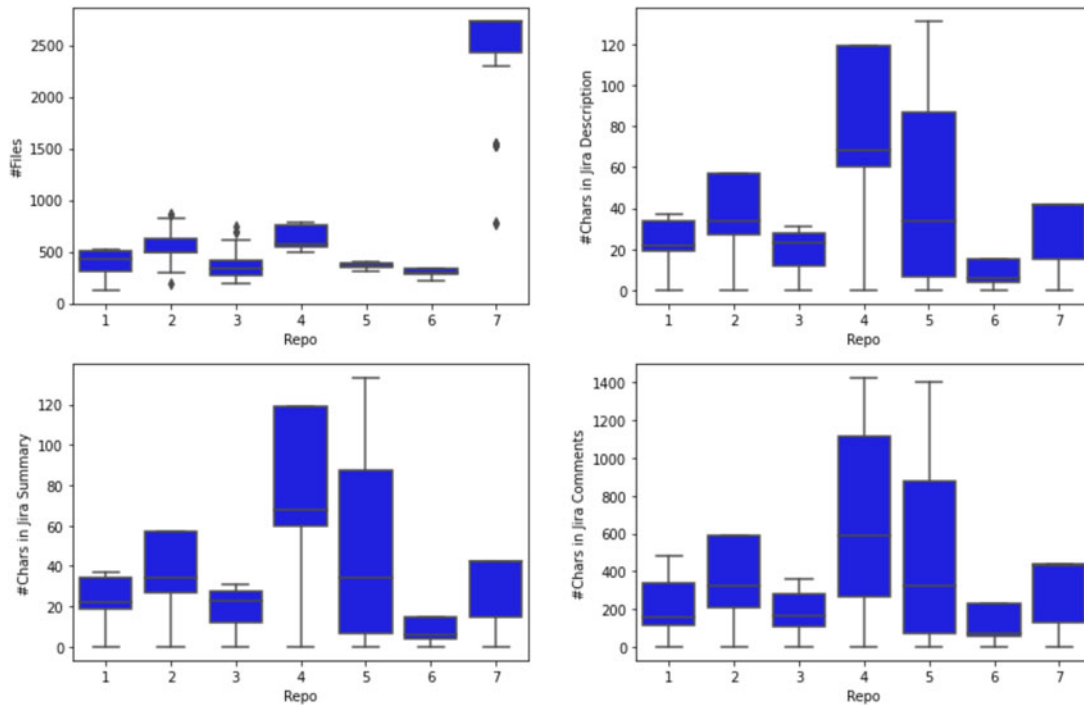 #Files
2500
2000
1500
1000
500
0
1 2 3 4 5 6 7
Repo
#Chars in Jira Description
120
100
80
60
40
20
0
1 2 3 4 5 6 7
Repo
#Chars in Jira Summary
120
100
80
60
40
20
0
1 2 3 4 5 6 7
Repo
#Chars in Jira Comments
1400
1200
1000
800
600
400
200
0
1 2 3 4 5 6 7
Repo